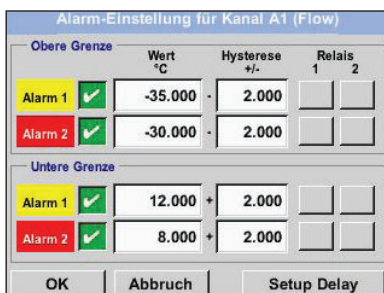 Alarm-Einstellung für Kanal A1 (Flow)
Obere Grenze
Wert Hysterese Relais
°C +/- 1 2
Alarm 1 -35.000 - 2.000
Alarm 2 -30.000 - 2.000
Untere Grenze
Alarm 1 12.000 + 2.000
Alarm 2 8.000 + 2.000
OK Abbruch Setup Delay